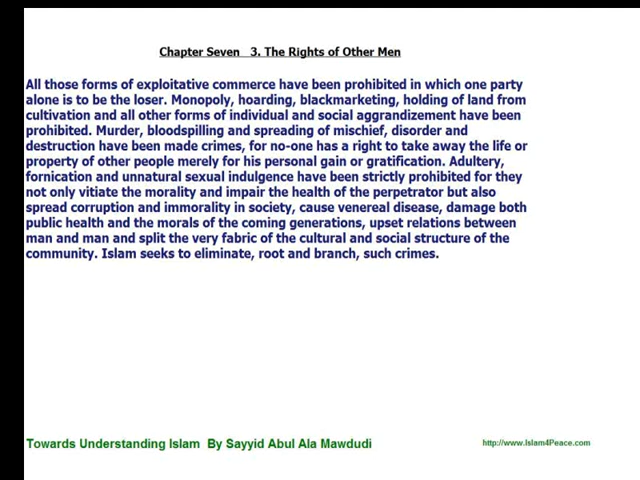 Chapter Seven   3. The Rights of Other Men
All those forms of exploitative commerce have been prohibited in which one party
alone is to be the loser. Monopoly, hoarding, blackmarketing, holding of land from
cultivation and all other forms of individual and social aggrandizement have been
prohibited. Murder, bloodspilling and spreading of mischief, disorder and
destruction have been made crimes, for no-one has a right to take away the life or
property of other people merely for his personal gain or gratification. Adultery,
fornication and unnatural sexual indulgence have been strictly prohibited for they
not only vitiate the morality and impair the health of the perpetrator but also
spread corruption and immorality in society, cause venereal disease, damage both
public health and the morals of the coming generations, upset relations between
man and man and split the very fabric of the cultural and social structure of the
community. Islam seeks to eliminate, root and branch, such crimes.
Towards Understanding Islam  By Sayyid Abul Ala Mawdudi
http://www.Islam4Peace.com